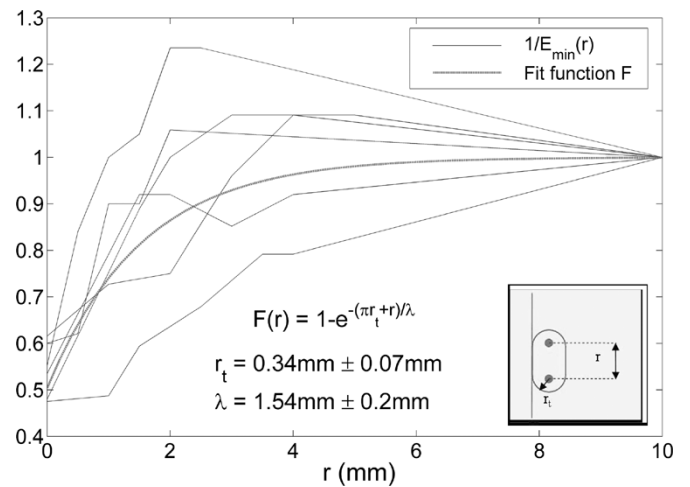 1.3
1.2
1.1
1
0.9
0.8
0.7
0.6
0.5
0.4
0
2
4
6
8
10
r (mm)
1/E_min(r)
Fit function F
F(r) = 1-e^-(πr_t+r)/λ
r_t = 0.34mm ± 0.07mm
λ = 1.54mm ± 0.2mm
r
r_t